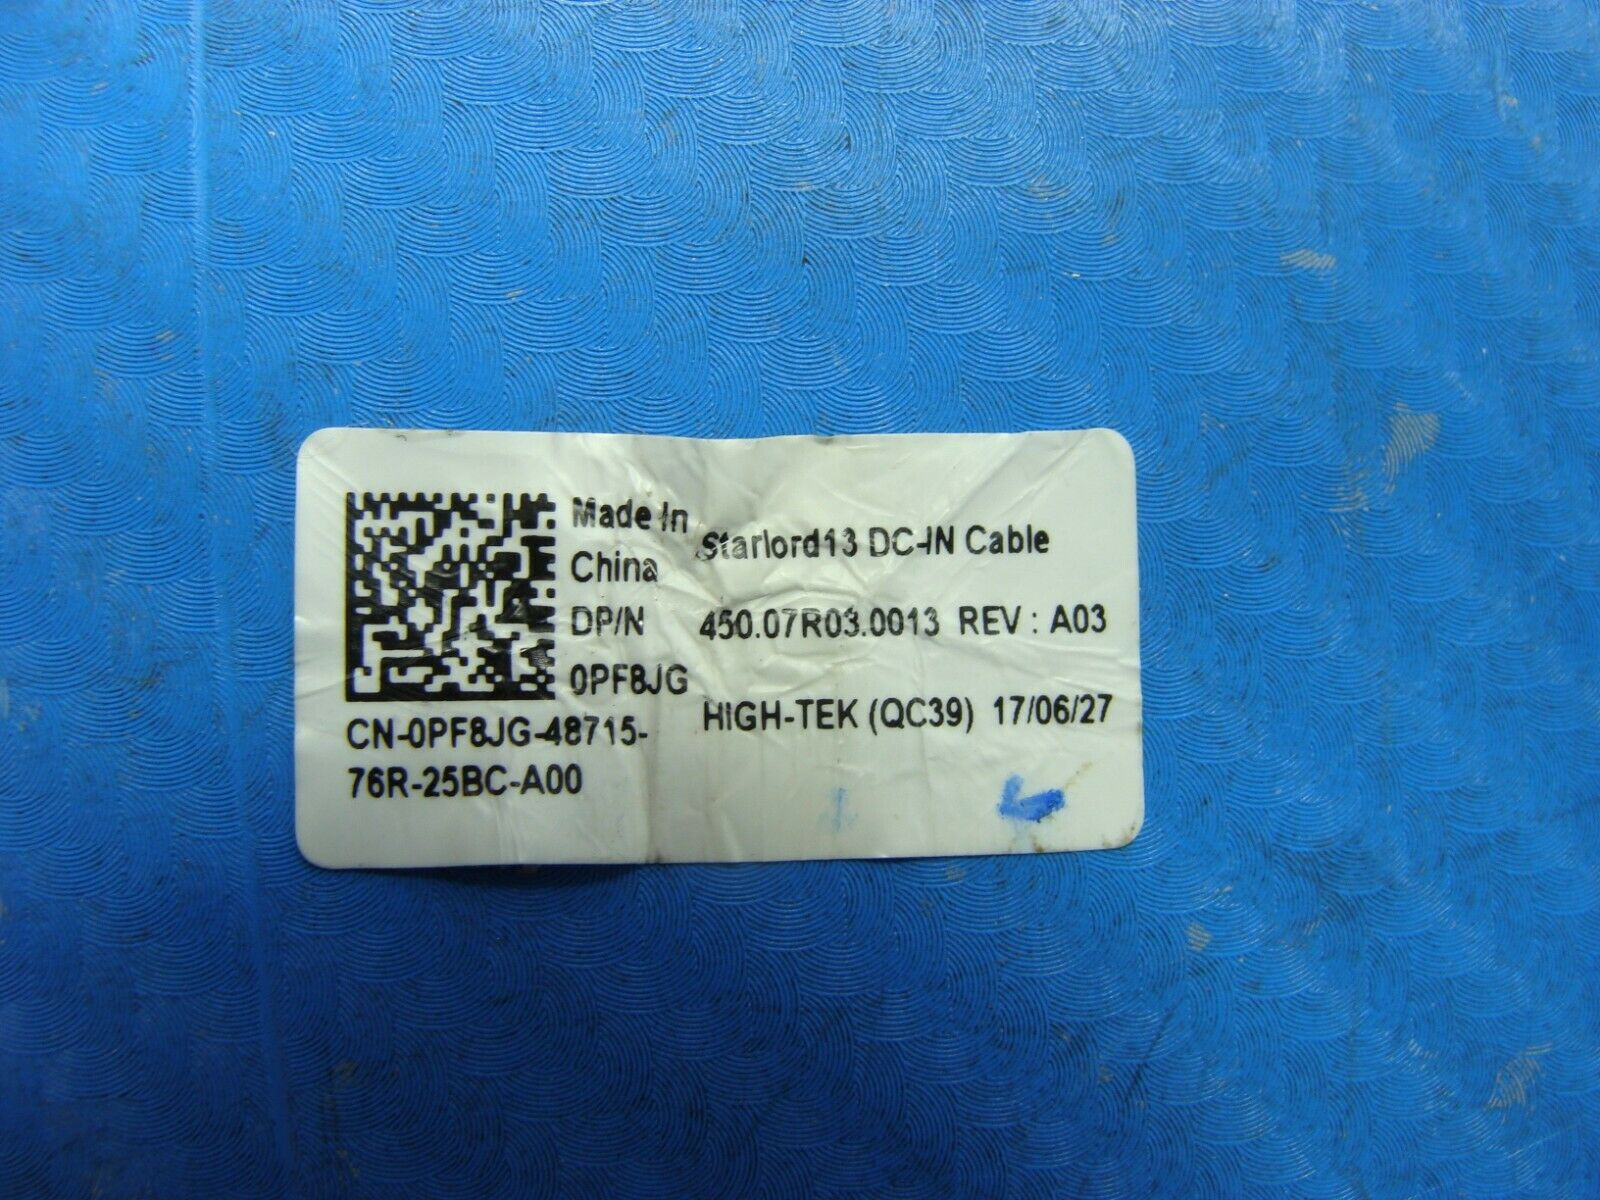 Made In
China
DP/N
0PF8JG
CN-0PF8JG-48715-
76R-25BC-A00
Starlord13 DC-IN Cable
450.07R03.0013 REV : A03
HIGH-TEK (QC39) 17/06/27